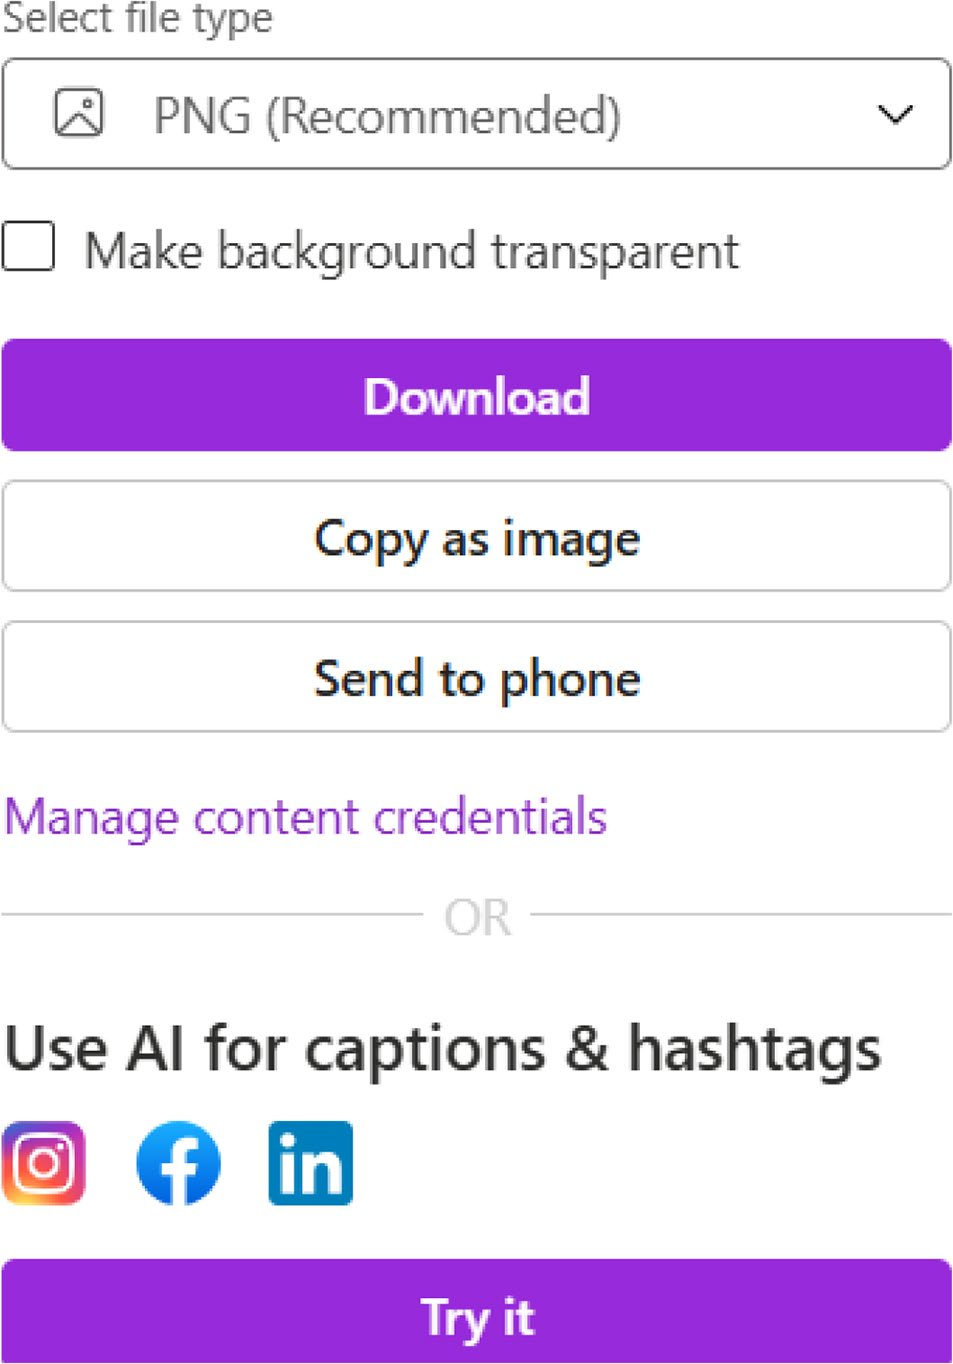 Select file type
PNG (Recommended)
Make background transparent
Download
Copy as image
Send to phone
Manage content credentials
OR
Use AI for captions & hashtags
in
Try it